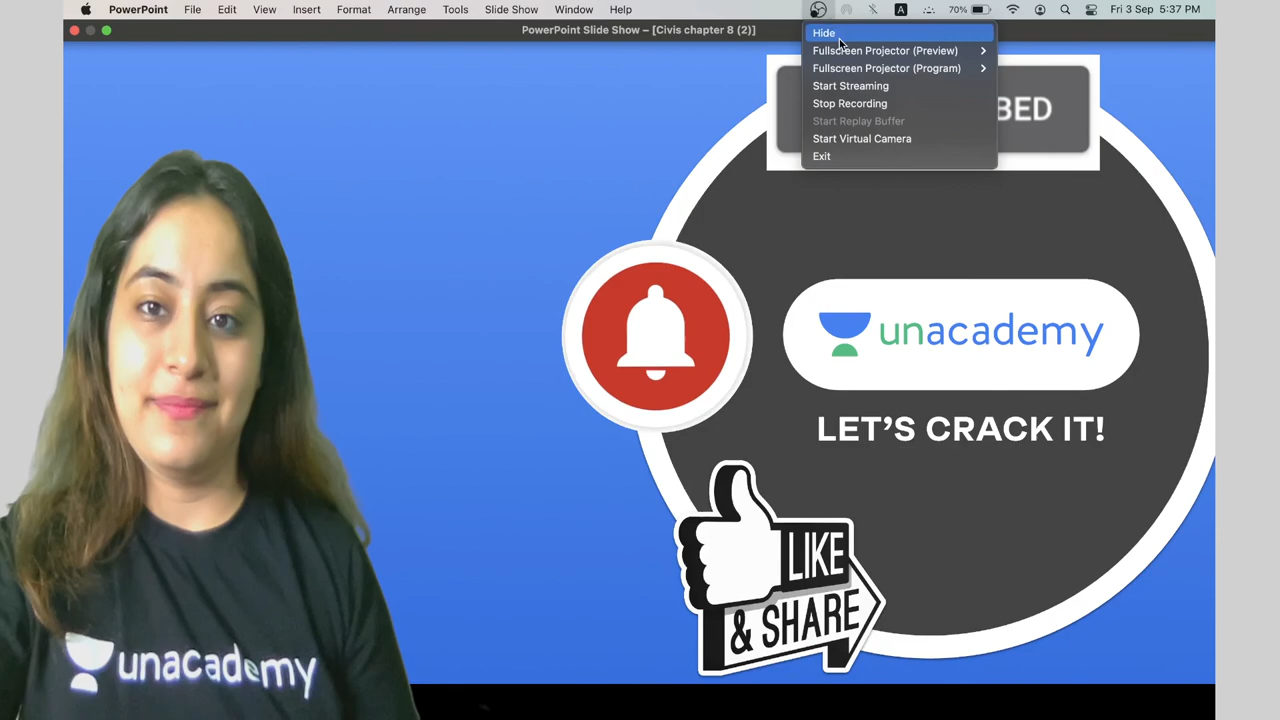 PowerPoint File Edit View Insert Format Arrange Tools Slide Show Window Help A 70% Fri 3 Sep 5:37 PM
PowerPoint Slide Show – [Civis chapter 8 (2)]
Hide
Fullscreen Projector (Preview)
Fullscreen Projector (Program)
Start Streaming
Stop Recording
Start Replay Buffer
Start Virtual Camera
Exit
unacademy
LET'S CRACK IT!
LIKE
& SHARE
unacademy